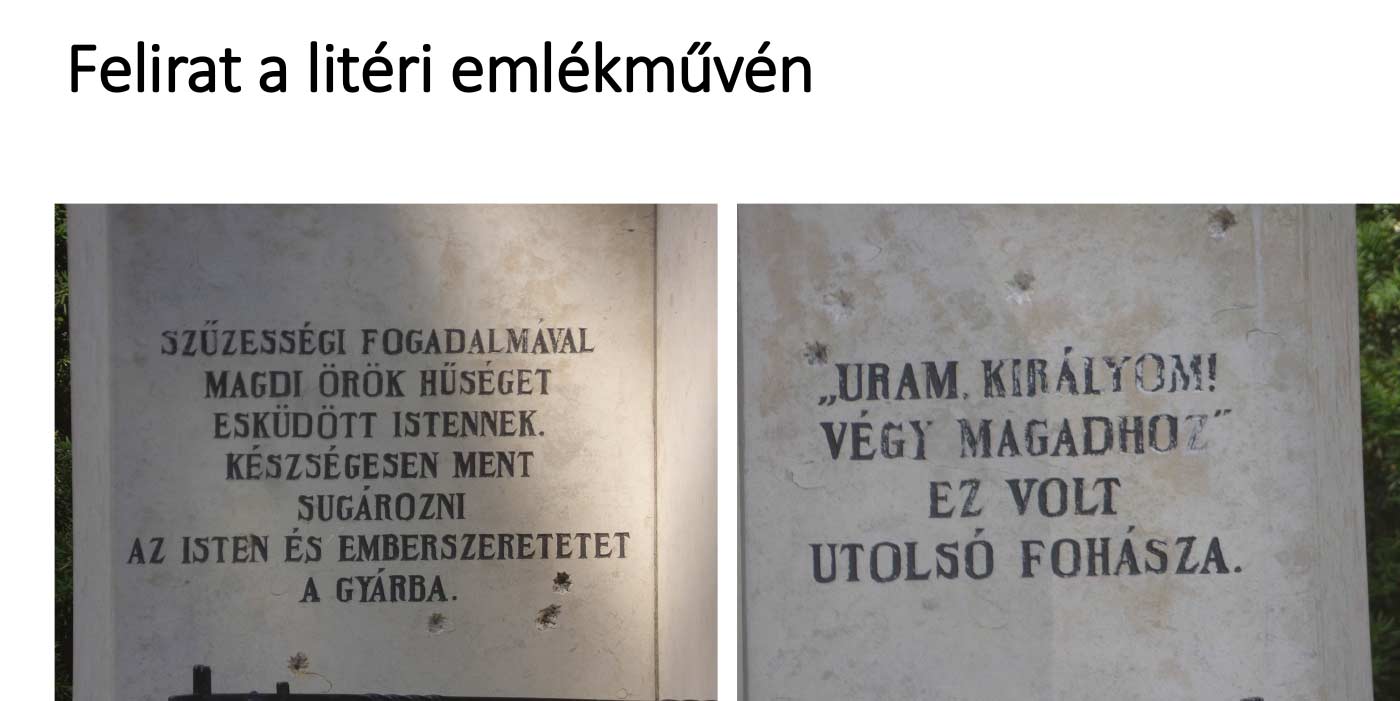 Felirat a litéri emlékművén
SZŰZESSÉGI FOGADALMÁVAL
MAGDI ÖRÖK HŰSÉGET
ESKÜDÖTT ISTENNEK.
KÉSZSÉGESEN MENT
SUGÁROZNI
AZ ISTEN ÉS EMBERSZERETETET
A GYÁRBA.
„URAM, KIRÁLYOM!
VÉGY MAGADHOZ”
EZ VOLT
UTOLSÓ FOHÁSZA.